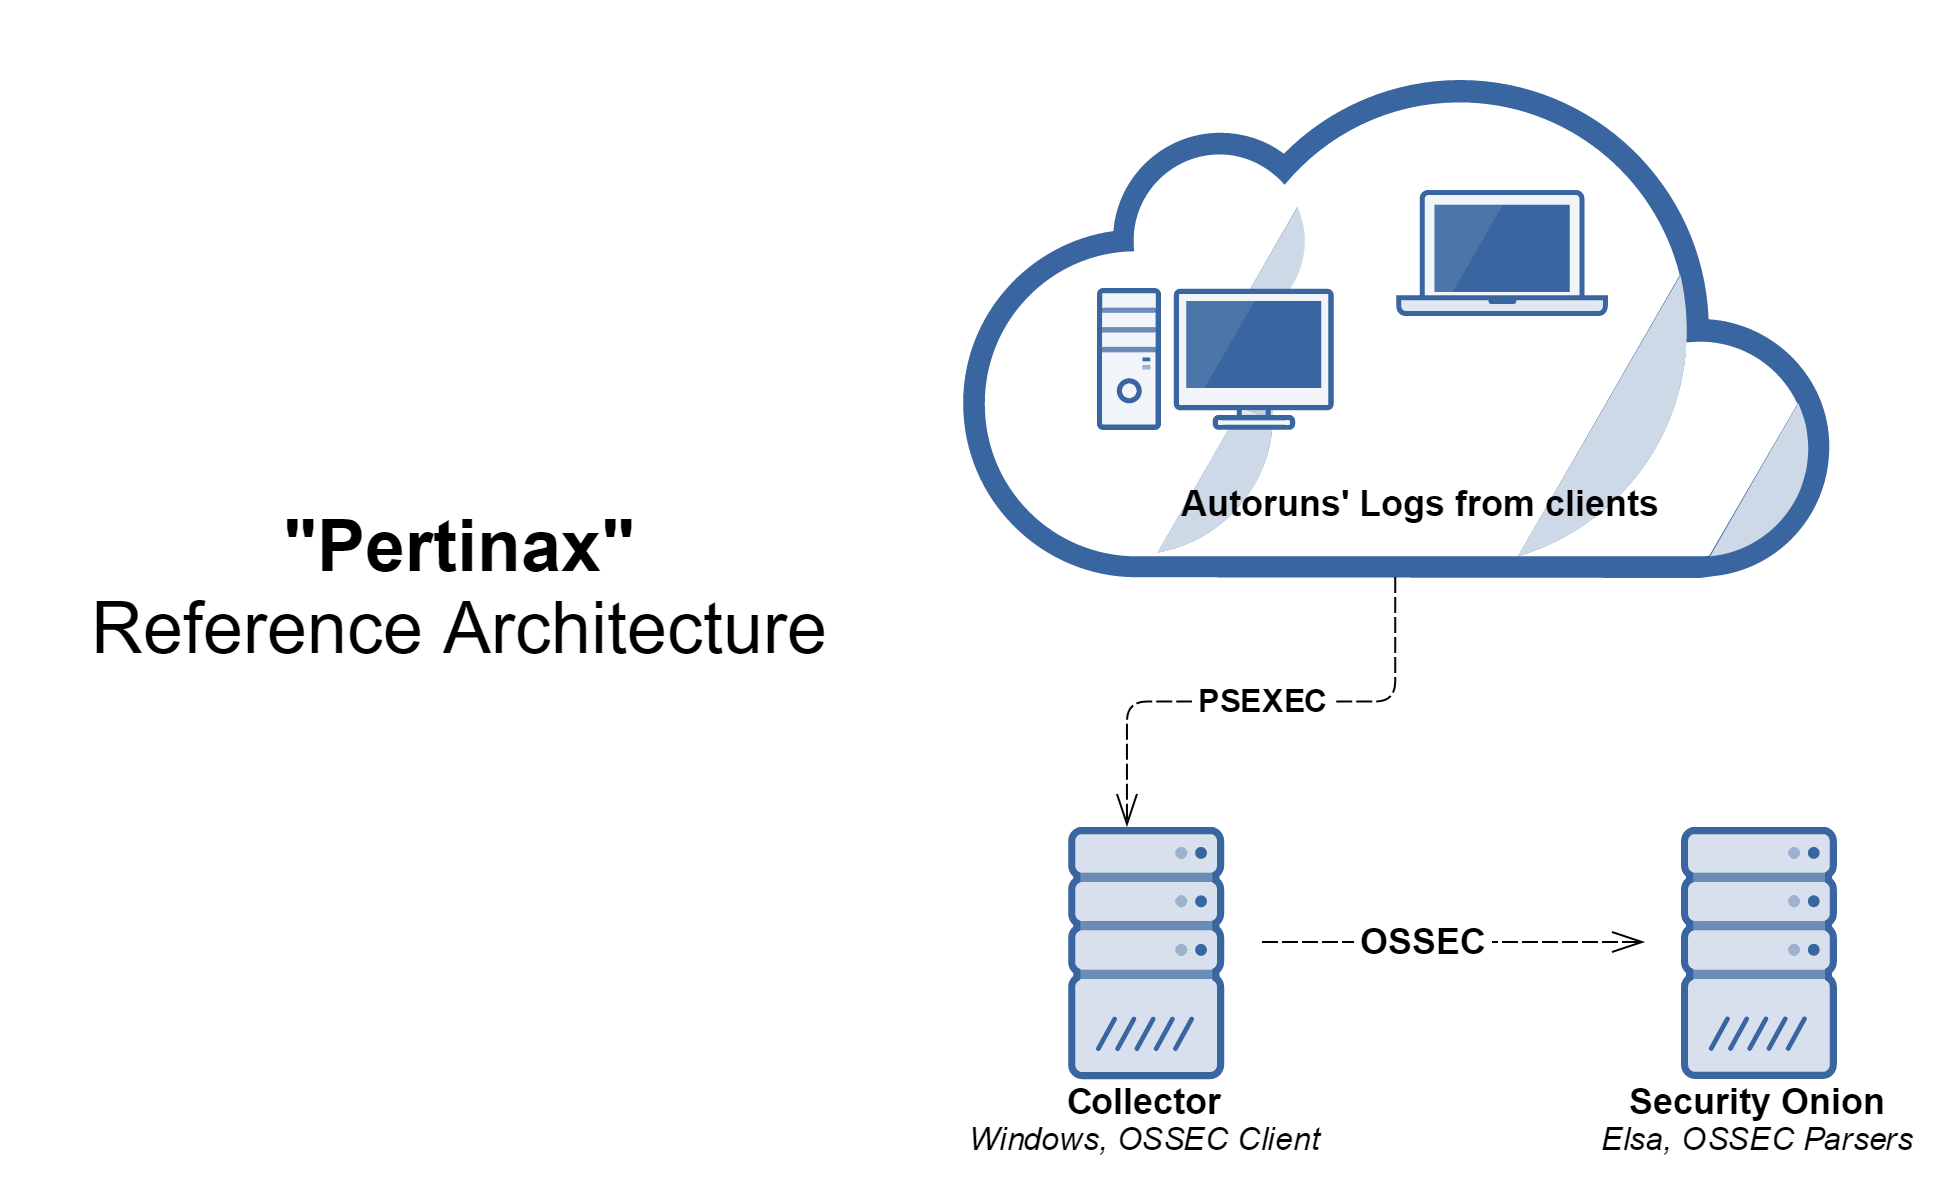 "Pertinax"
Reference Architecture
Autoruns' Logs from clients
PSEXEC
OSSEC
Collector
Windows, OSSEC Client
Security Onion
Elsa, OSSEC Parsers